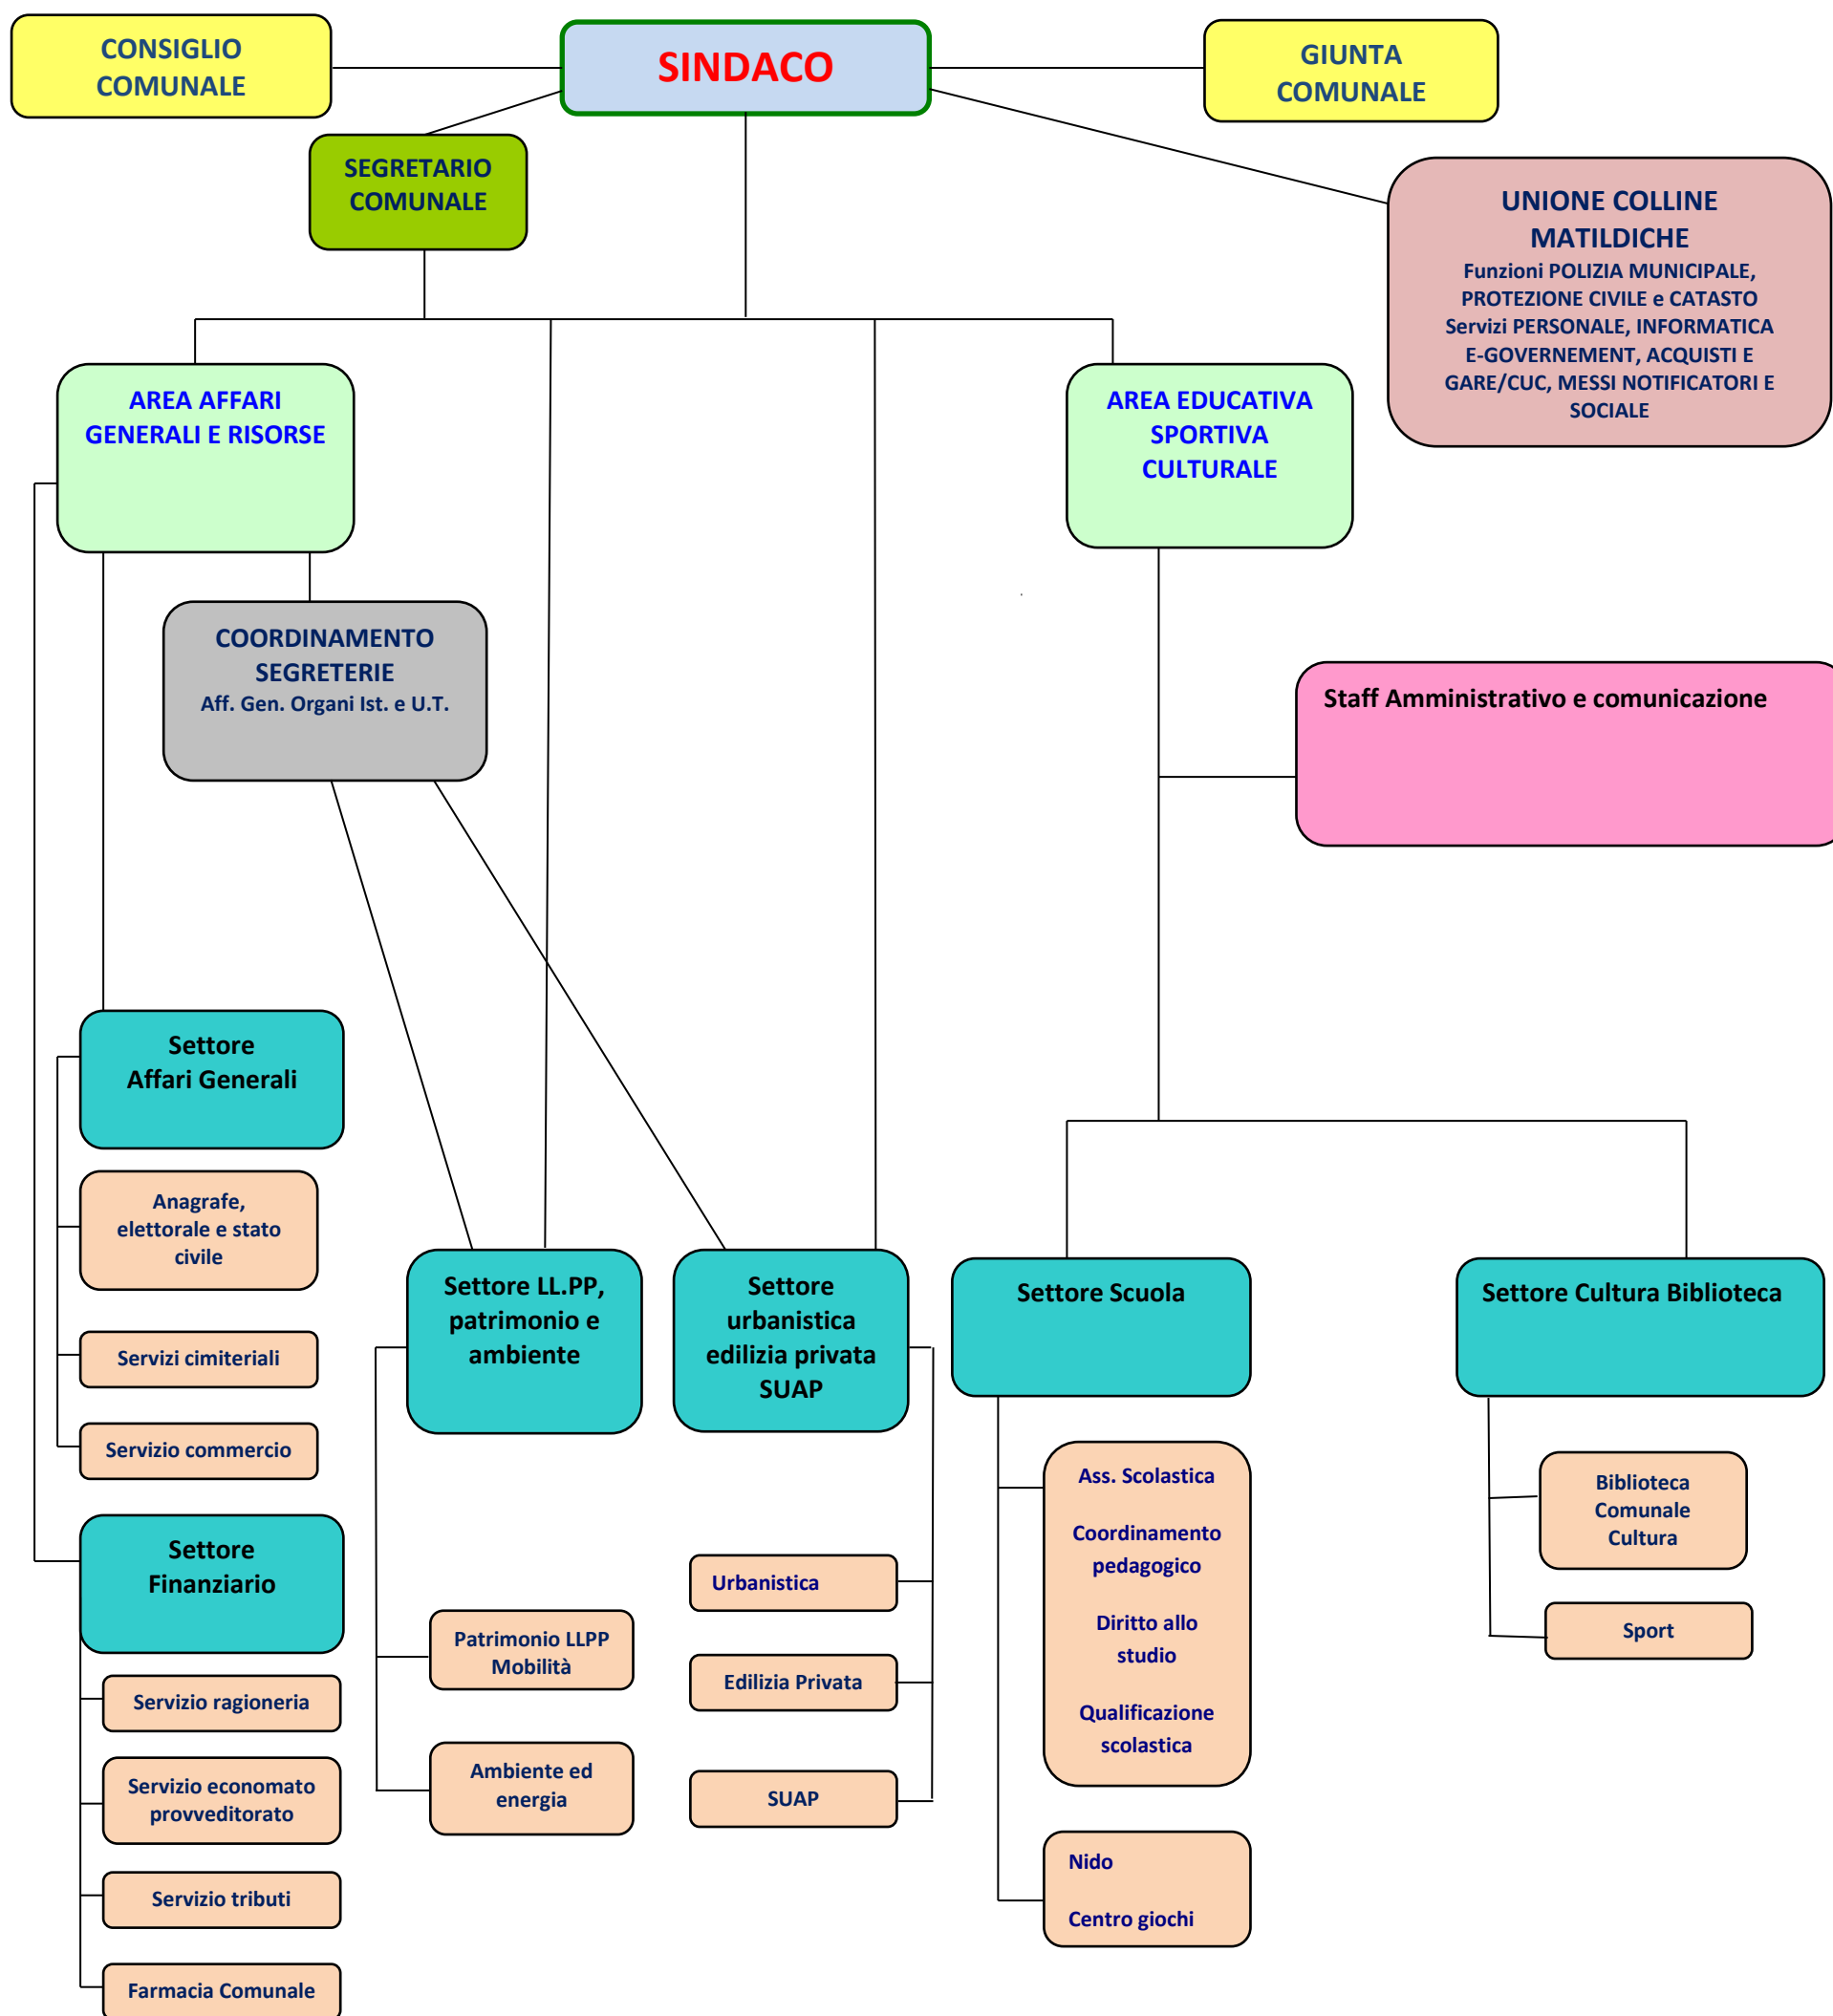 CONSIGLIO
COMUNALE
SINDACO
GIUNTA
COMUNALE
SEGRETARIO
COMUNALE
UNIONE COLLINE
MATILDICHE
Funzioni POLIZIA MUNICIPALE,
PROTEZIONE CIVILE e CATASTO
Servizi PERSONALE, INFORMATICA
E-GOVERNEMENT, ACQUISTI E
GARE/CUC, MESSI NOTIFICATORI E
SOCIALE
AREA AFFARI
GENERALI E RISORSE
AREA EDUCATIVA
SPORTIVA
CULTURALE
COORDINAMENTO
SEGRETERIE
Aff. Gen. Organi Ist. e U.T.
Staff Amministrativo e comunicazione
Settore
Affari Generali
Anagrafe,
elettorale e stato
civile
Servizi cimiteriali
Servizio commercio
Settore
Finanziario
Servizio ragioneria
Servizio economato
provveditorato
Servizio tributi
Farmacia Comunale
Settore LL.PP,
patrimonio e
ambiente
Patrimonio LLPP
Mobilità
Ambiente ed
energia
Settore
urbanistica
edilizia privata
SUAP
Urbanistica
Edilizia Privata
SUAP
Settore Scuola
Ass. Scolastica
Coordinamento
pedagogico
Diritto allo
studio
Qualificazione
scolastica
Nido
Centro giochi
Settore Cultura Biblioteca
Biblioteca
Comunale
Cultura
Sport